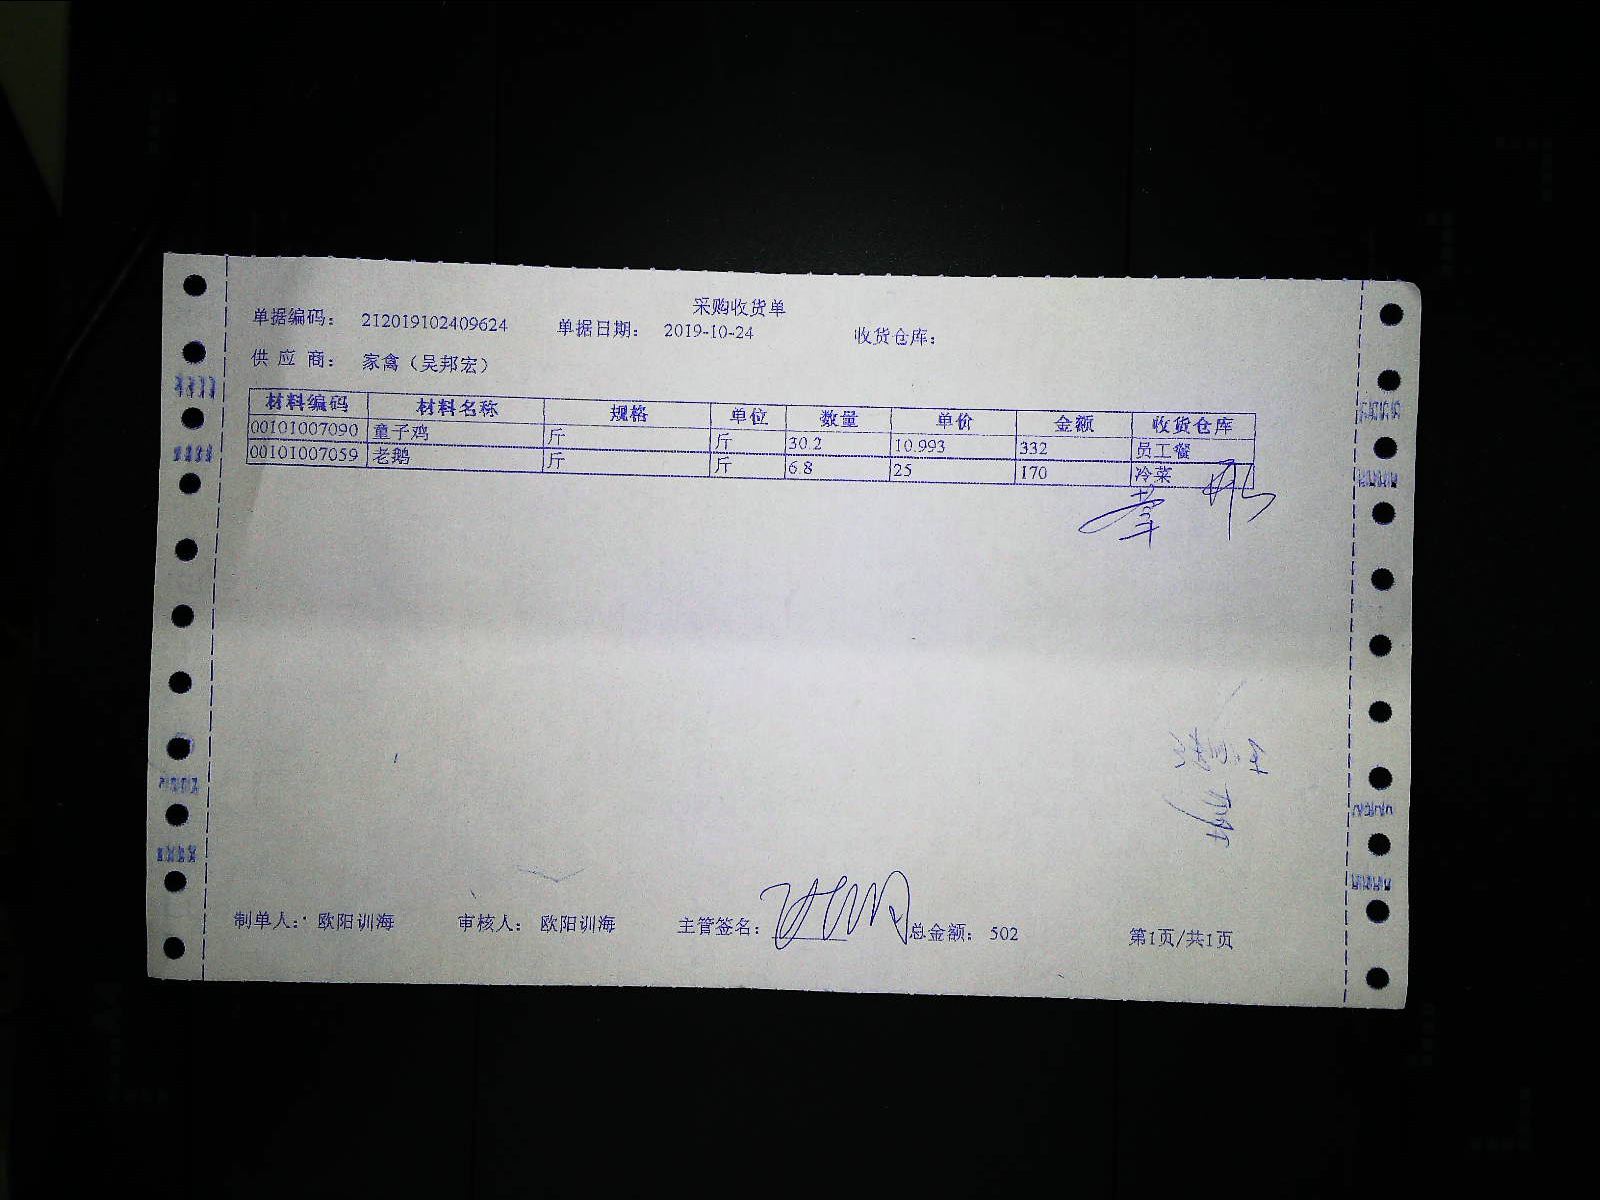 采购收货单
单据编码: 212019102409624 单据日期: 2019-10-24 收货仓库:
供 应 商: 家禽（吴邦宏）
材料编码 材料名称 规格 单位 数量 单价 金额 收货仓库
00101007090 童子鸡 斤 斤 30.2 10.993 332 员工餐
00101007059 老鹅 斤 斤 6.8 25 170 冷菜
制单人: 欧阳训海 审核人: 欧阳训海 主管签名: 总金额: 502 第1页/共1页